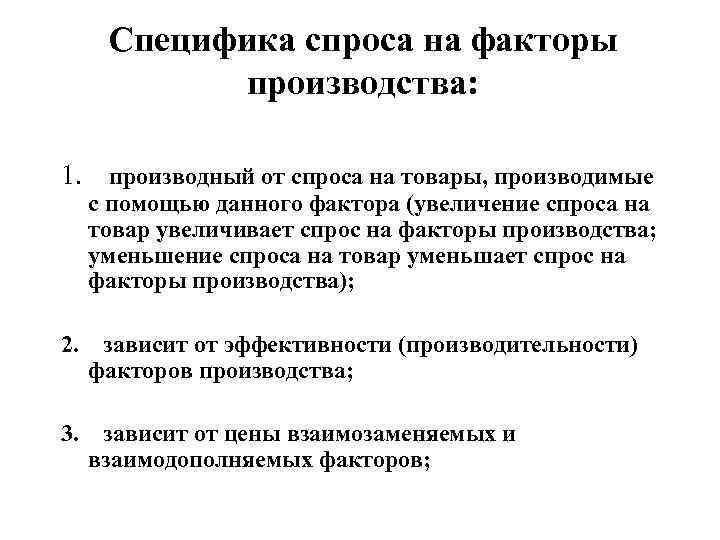 Специфика спроса на факторы
производства:
1. производный от спроса на товары, производимые
с помощью данного фактора (увеличение спроса на
товар увеличивает спрос на факторы производства;
уменьшение спроса на товар уменьшает спрос на
факторы производства);
2. зависит от эффективности (производительности)
факторов производства;
3. зависит от цены взаимозаменяемых и
взаимодополняемых факторов;